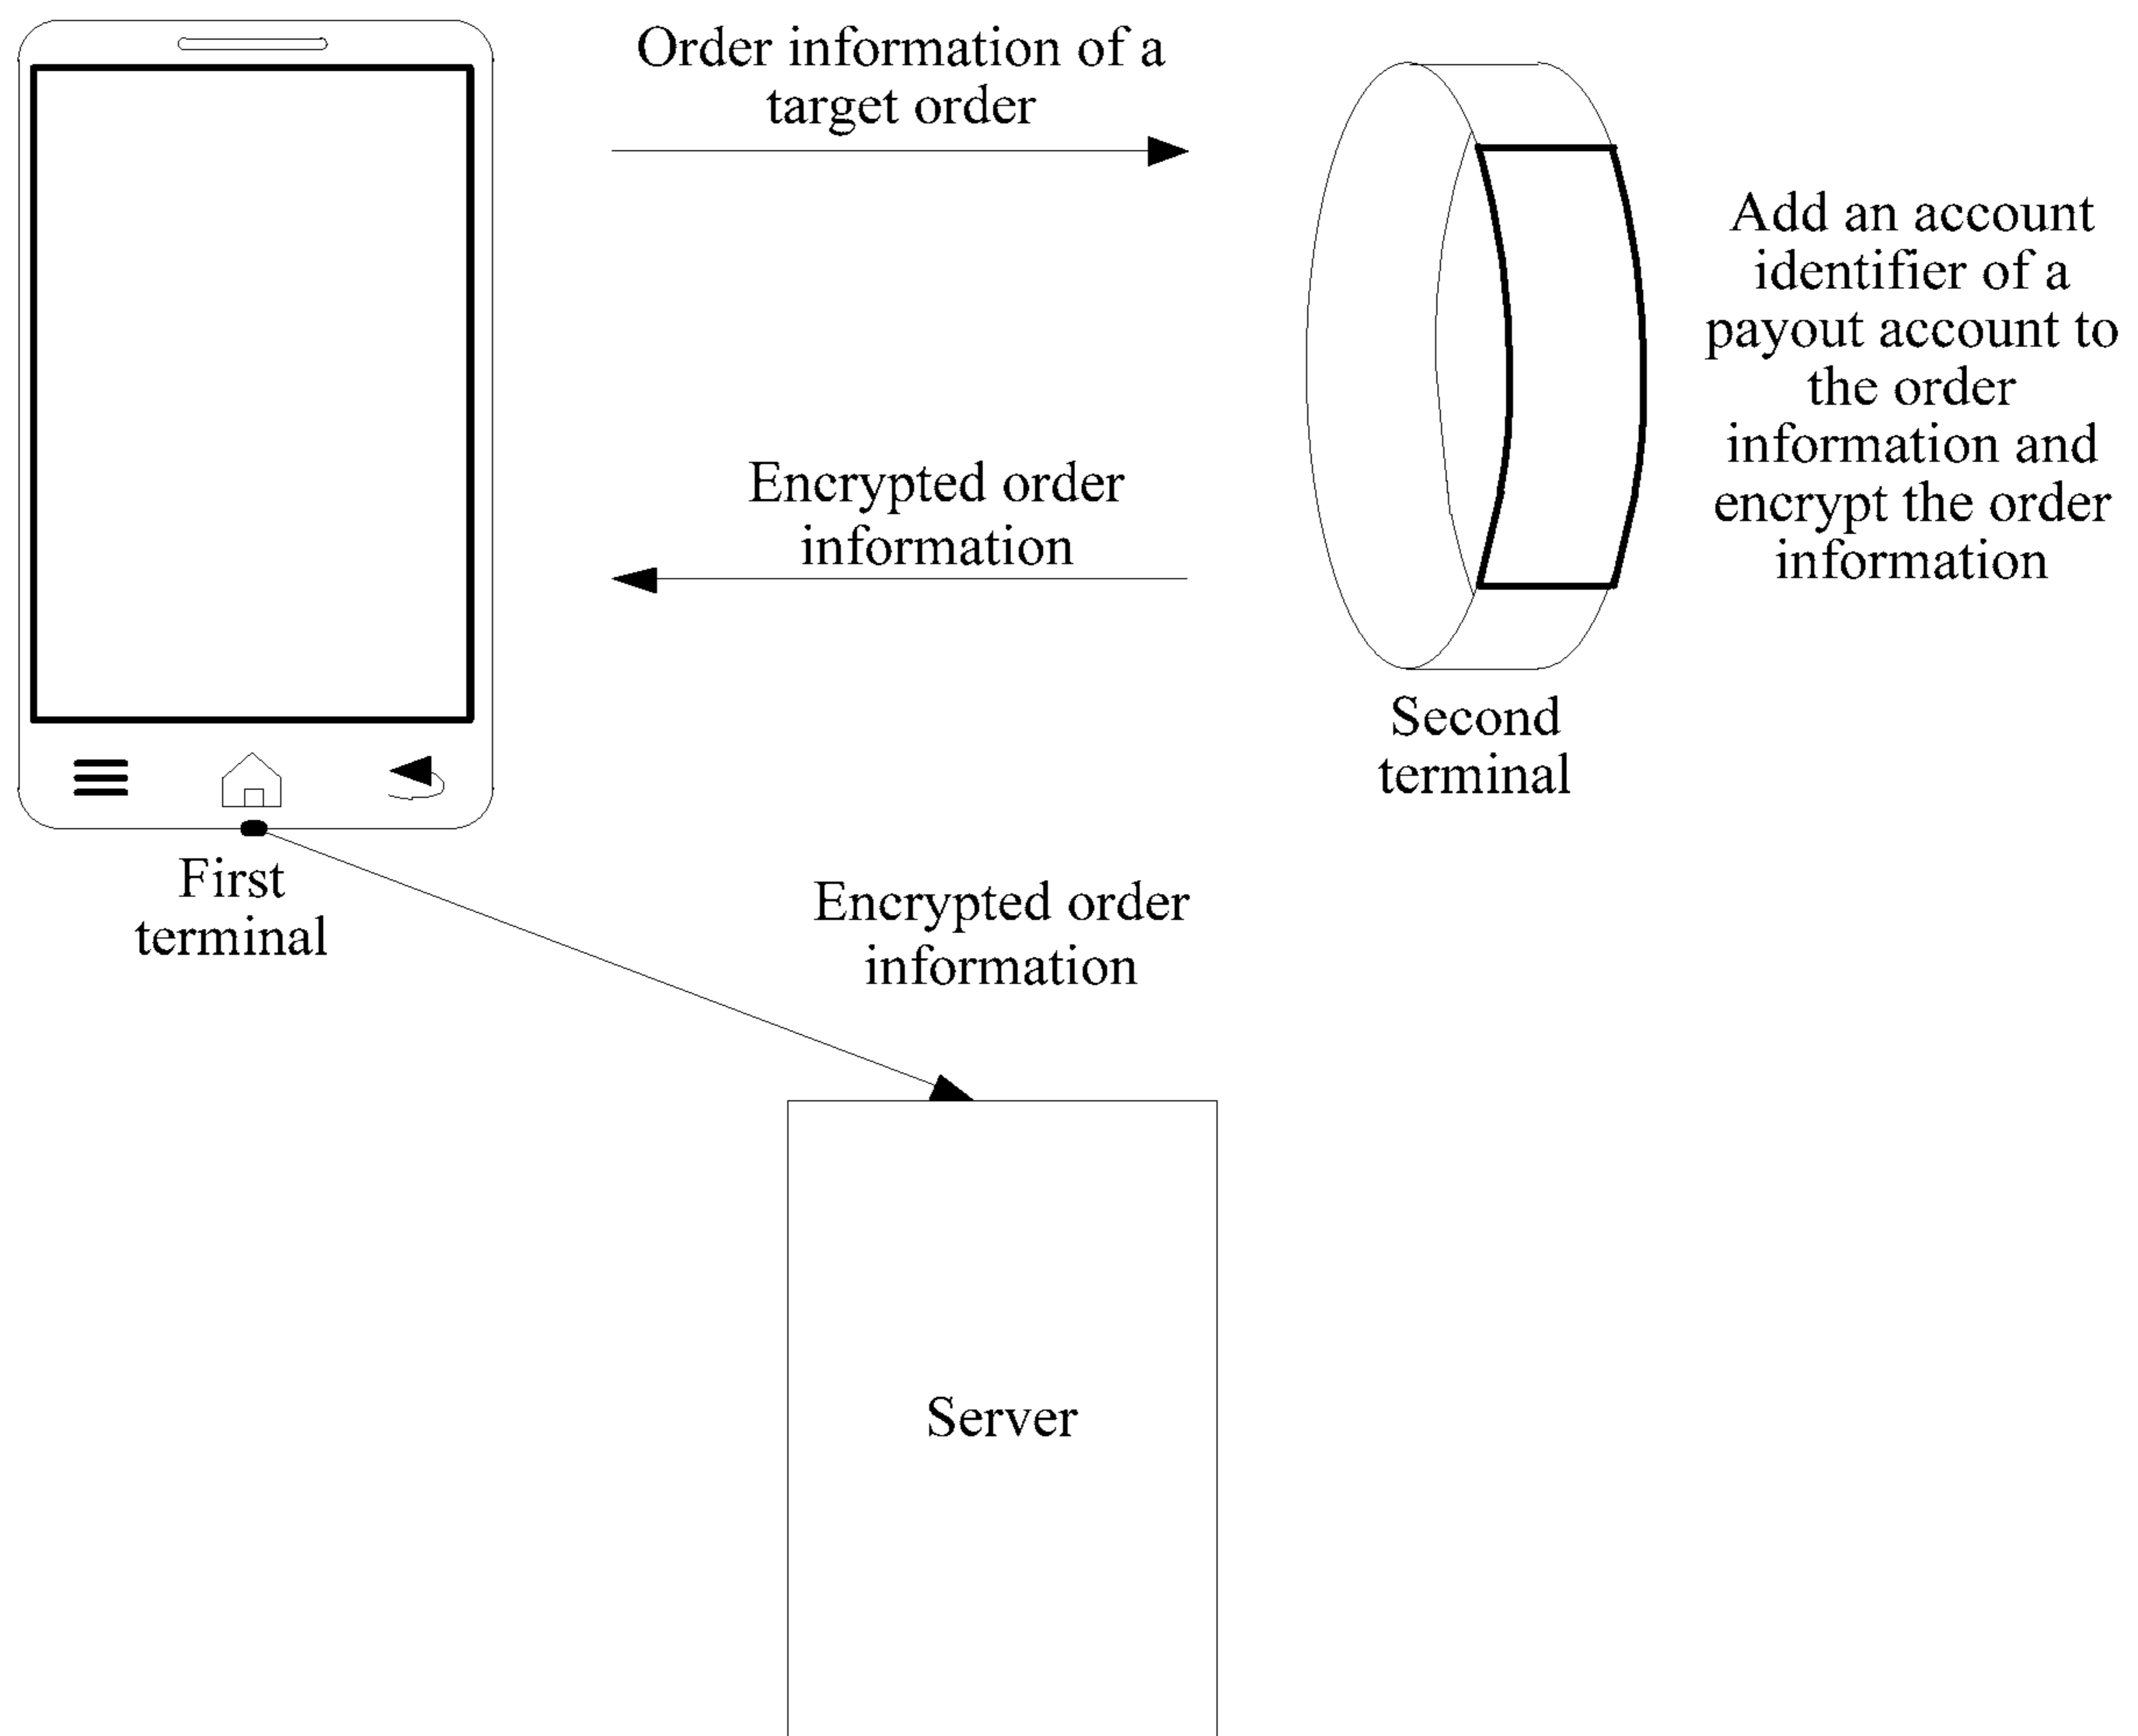 Order information of a
target order
Add an account
identifier of a
payout account to
the order
information and
encrypt the order
information
Encrypted order
information
Second
terminal
First
terminal
Encrypted order
information
Server